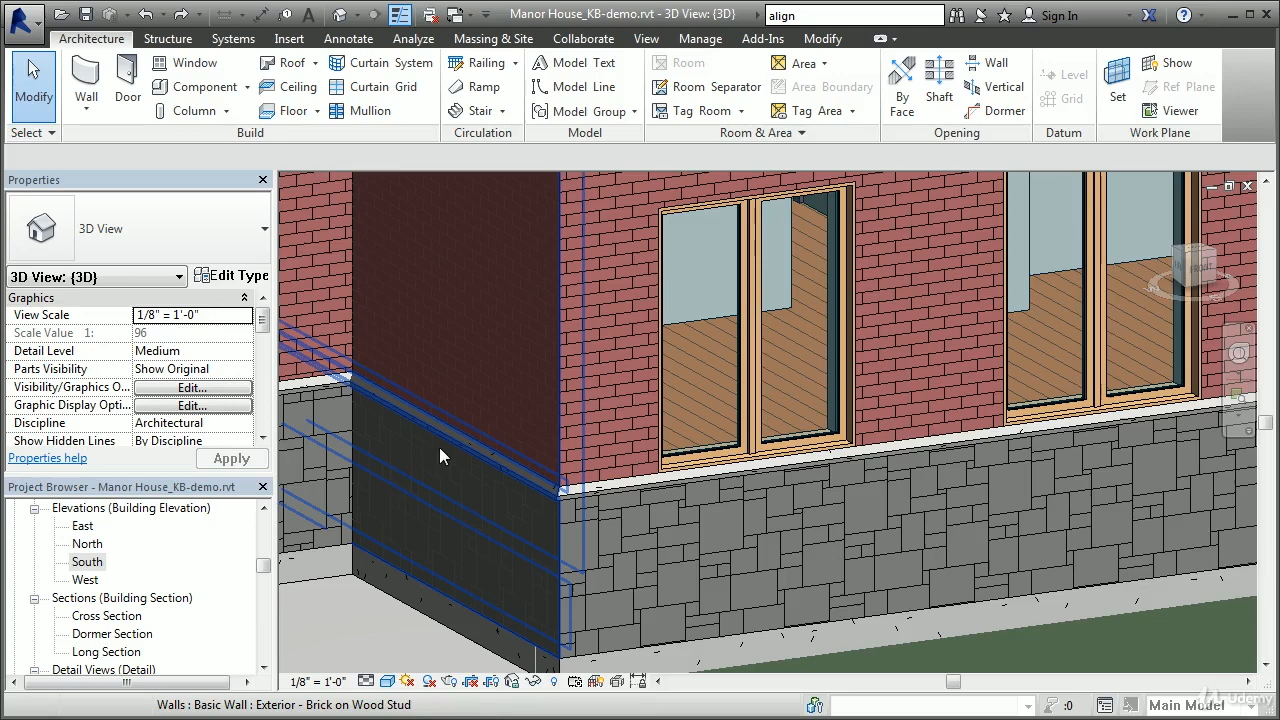 Manor House_KB-demo.rvt - 3D View: {3D}
align
Sign In
Architecture Structure Systems Insert Annotate Analyze Massing & Site Collaborate View Manage Add-Ins Modify
Modify
Wall
Door
Window
Component
Column
Roof
Ceiling
Floor
Curtain System
Curtain Grid
Mullion
Railing
Ramp
Stair
Model Text
Model Line
Model Group
Room
Room Separator
Tag Room
Area
Area Boundary
Tag Area
By Face
Shaft
Wall
Vertical
Dormer
Level
Grid
Set
Show
Ref Plane
Viewer
Select Build Circulation Model Room & Area Opening Datum Work Plane
Properties
3D View
3D View: {3D} Edit Type
Graphics
View Scale 1/8" = 1'-0"
Scale Value 1: 96
Detail Level Medium
Parts Visibility Show Original
Visibility/Graphics O... Edit...
Graphic Display Opti... Edit...
Discipline Architectural
Show Hidden Lines By Discipline
Properties help Apply
Project Browser - Manor House_KB-demo.rvt
Elevations (Building Elevation)
East
North
South
West
Sections (Building Section)
Cross Section
Dormer Section
Long Section
Detail Views (Detail)
FRONT
1/8" = 1'-0"
Walls : Basic Wall : Exterior - Brick on Wood Stud
:0
Main Model
Udemy